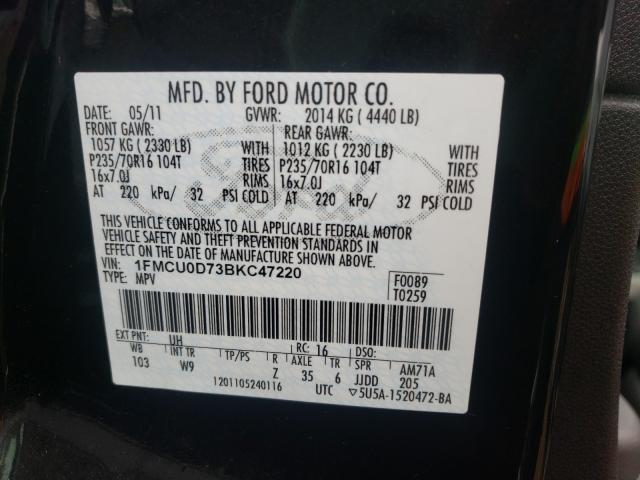 MFD. BY FORD MOTOR CO.
DATE: 05/11 GVWR: 2014 KG ( 4440 LB)
FRONT GAWR: REAR GAWR:
1057 KG ( 2330 LB) WITH 1012 KG ( 2230 LB) WITH
P235/70R16 104T TIRES P235/70R16 104T TIRES
16x7.0J RIMS 16x7.0J RIMS
AT 220 kPa/ 32 PSI COLD AT 220 kPa/ 32 PSI COLD
THIS VEHICLE CONFORMS TO ALL APPLICABLE FEDERAL MOTOR
VEHICLE SAFETY AND THEFT PREVENTION STANDARDS IN
EFFECT ON THE DATE OF MANUFACTURE SHOWN ABOVE.
VIN: 1FMCU0D73BKC47220 F0089
TYPE: MPV T0259
EXT PNT: UH RC: 16 DSO:
WB INT TR TP/PS R AXLE TR SPR AM71A
103 W9 Z 35 6 JJDD 205
1201105240116 UTC ▽5U5A-1520472-BA
Ford